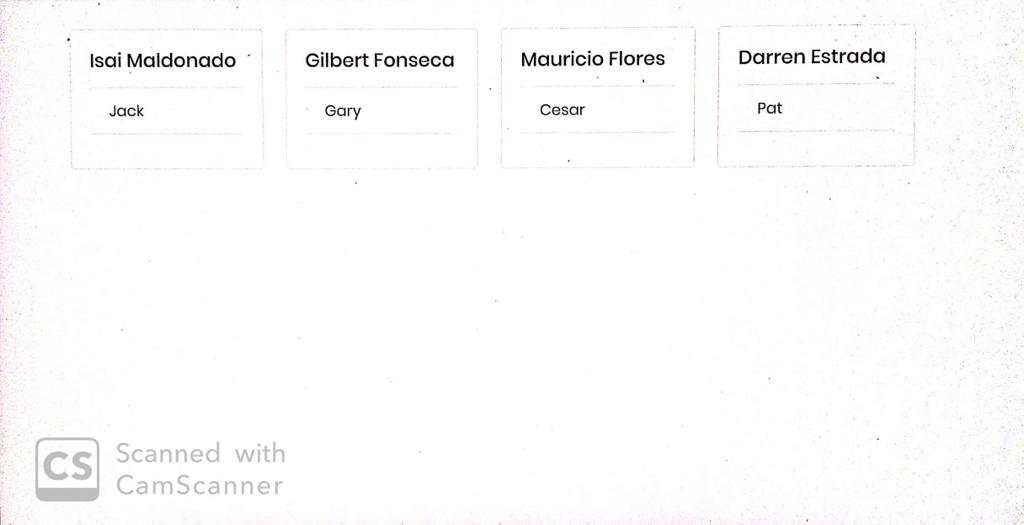 Isai Maldonado
Jack
Gilbert Fonseca
Gary
Mauricio Flores
Cesar
Darren Estrada
Pat
CS
Scanned with
CamScanner